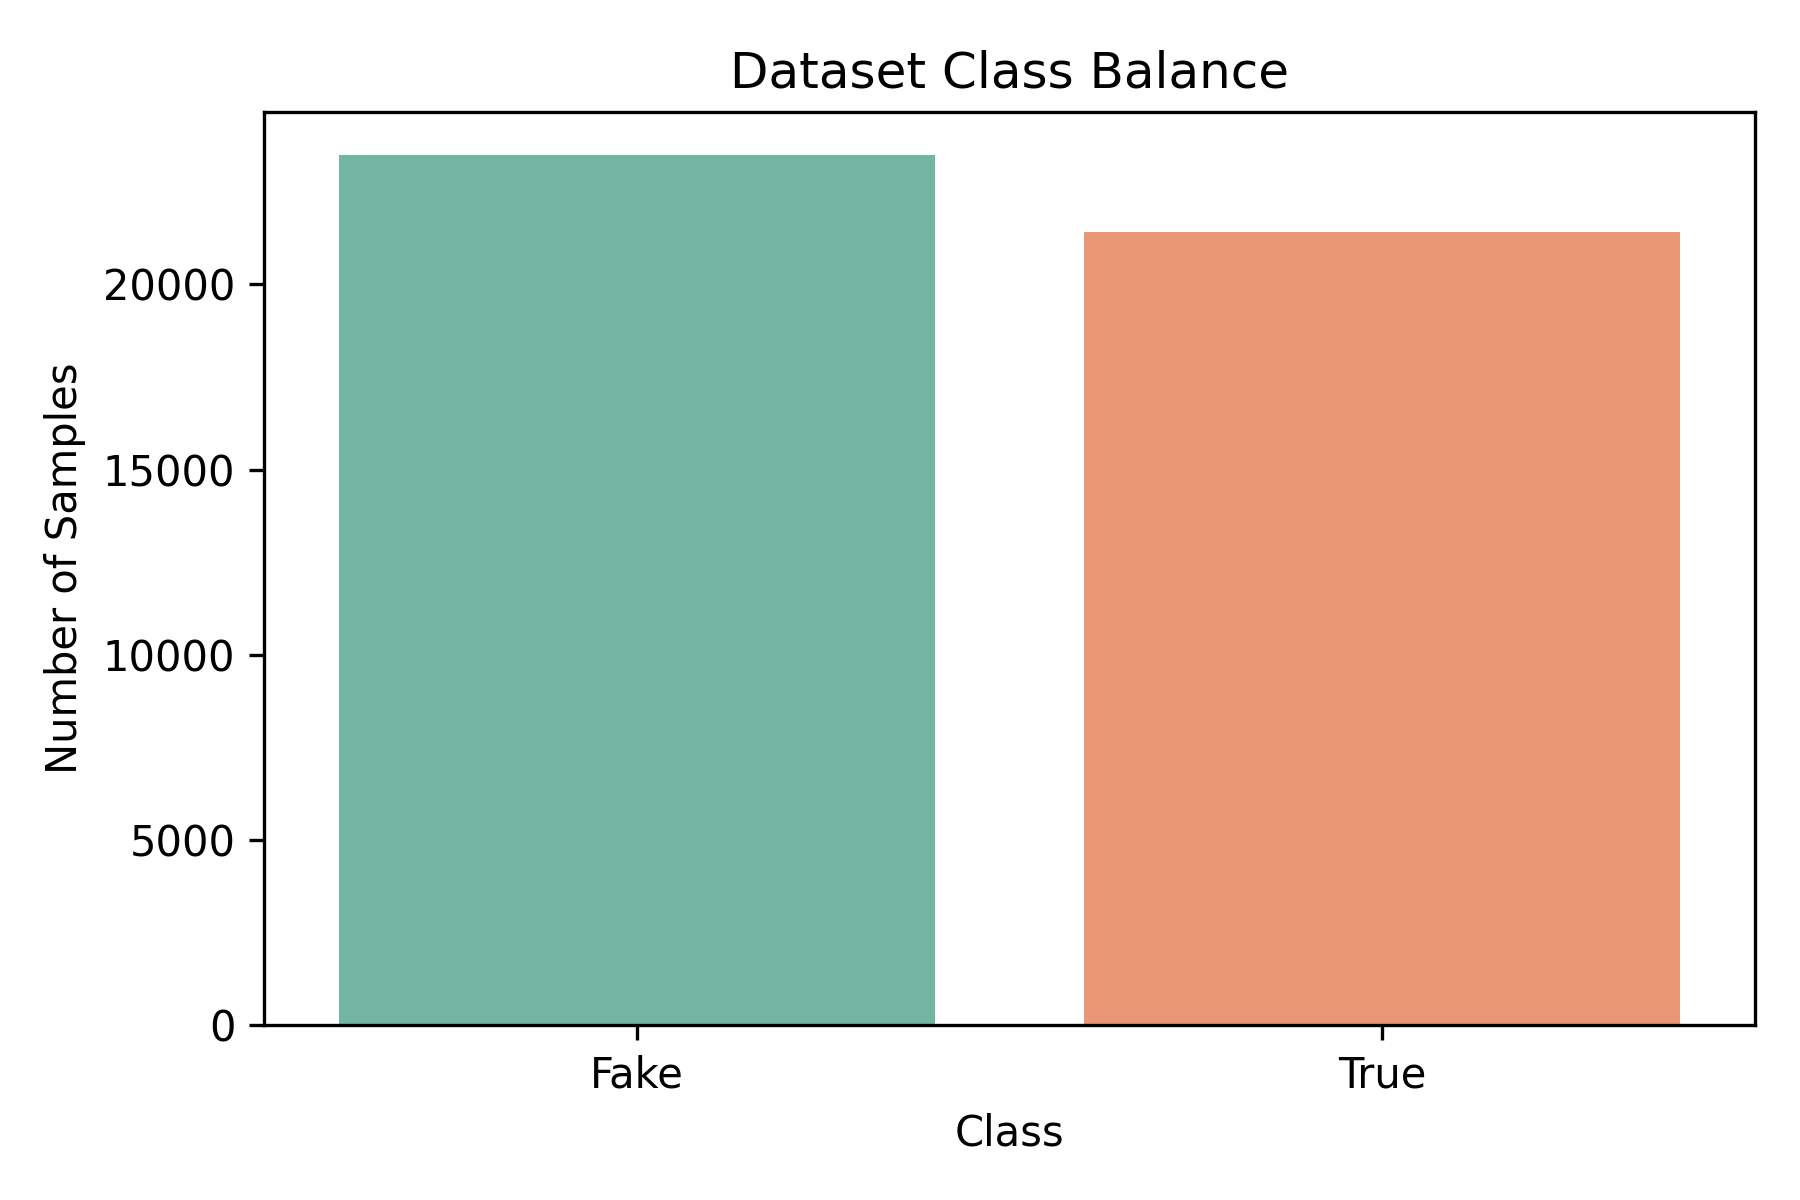 Dataset Class Balance
Number of Samples
20000
15000
10000
5000
0
Fake
True
Class